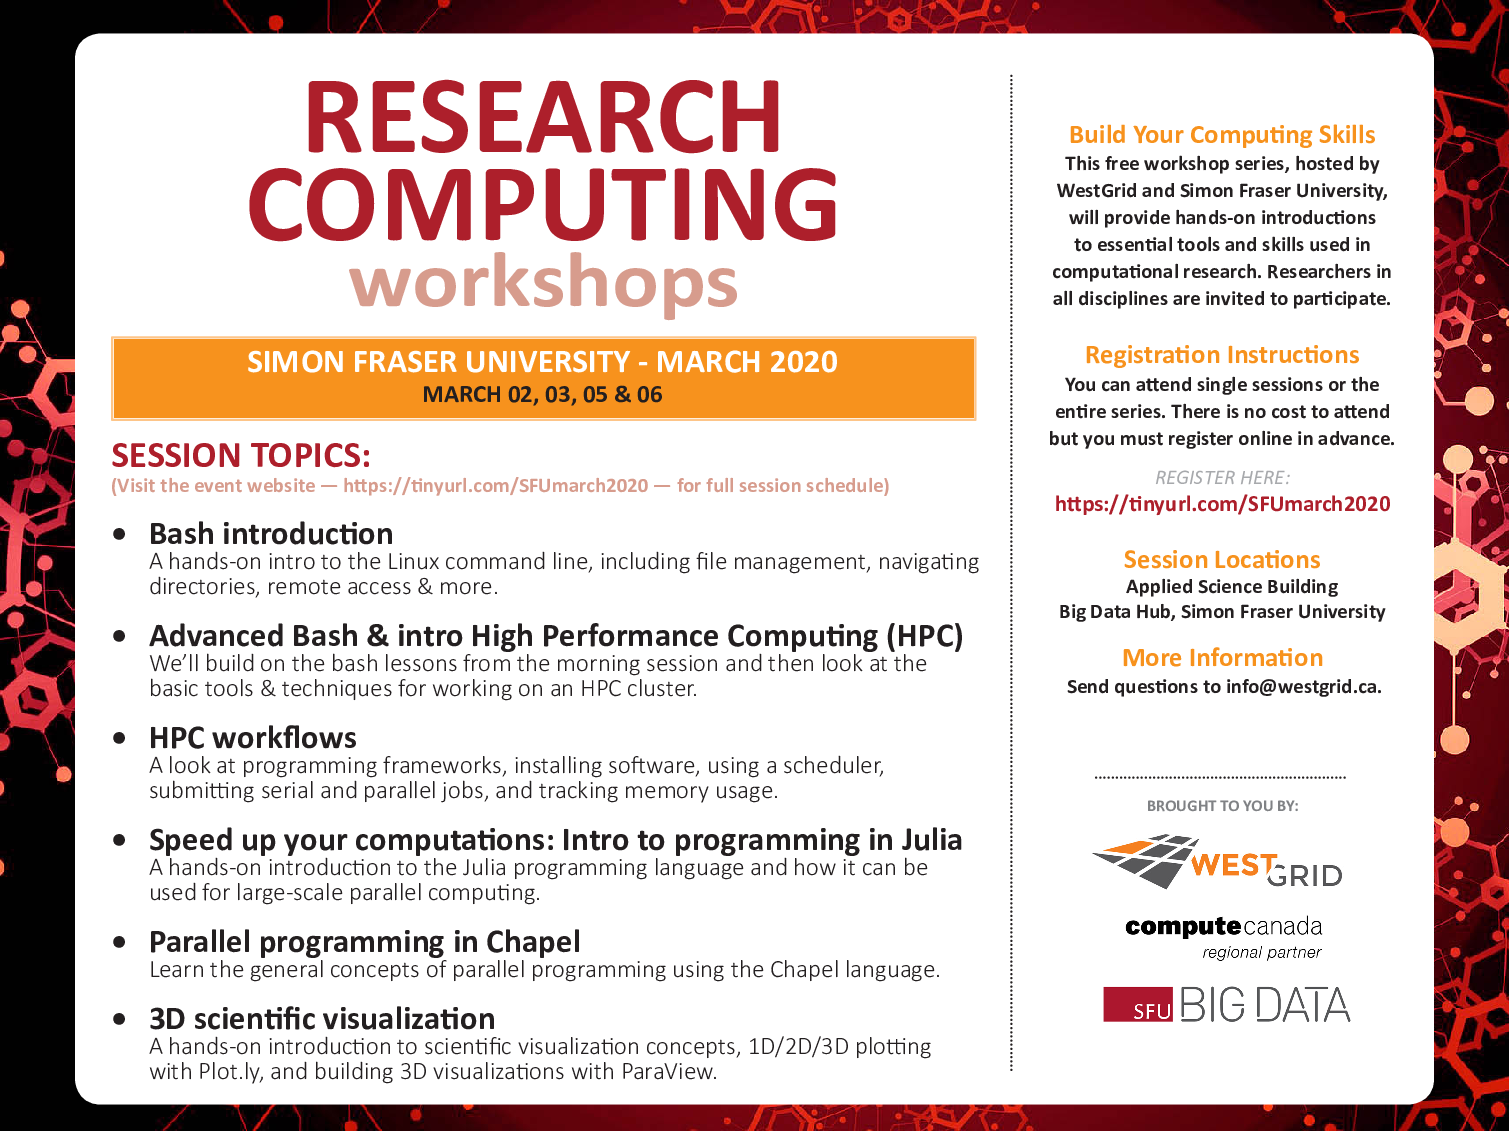 RESEARCH
COMPUTING
workshops
SIMON FRASER UNIVERSITY - MARCH 2020
MARCH 02, 03, 05 & 06
SESSION TOPICS:
(Visit the event website — https://tinyurl.com/SFUmarch2020 — for full session schedule)
• Bash introduction
A hands-on intro to the Linux command line, including file management, navigating
directories, remote access & more.
• Advanced Bash & intro High Performance Computing (HPC)
We'll build on the bash lessons from the morning session and then look at the
basic tools & techniques for working on an HPC cluster.
• HPC workflows
A look at programming frameworks, installing software, using a scheduler,
submitting serial and parallel jobs, and tracking memory usage.
• Speed up your computations: Intro to programming in Julia
A hands-on introduction to the Julia programming language and how it can be
used for large-scale parallel computing.
• Parallel programming in Chapel
Learn the general concepts of parallel programming using the Chapel language.
• 3D scientific visualization
A hands-on introduction to scientific visualization concepts, 1D/2D/3D plotting
with Plot.ly, and building 3D visualizations with ParaView.
Build Your Computing Skills
This free workshop series, hosted by
WestGrid and Simon Fraser University,
will provide hands-on introductions
to essential tools and skills used in
computational research. Researchers in
all disciplines are invited to participate.
Registration Instructions
You can attend single sessions or the
entire series. There is no cost to attend
but you must register online in advance.
REGISTER HERE:
https://tinyurl.com/SFUmarch2020
Session Locations
Applied Science Building
Big Data Hub, Simon Fraser University
More Information
Send questions to info@westgrid.ca.
BROUGHT TO YOU BY:
WESTGRID
computecanada
regional partner
SFU BIG DATA